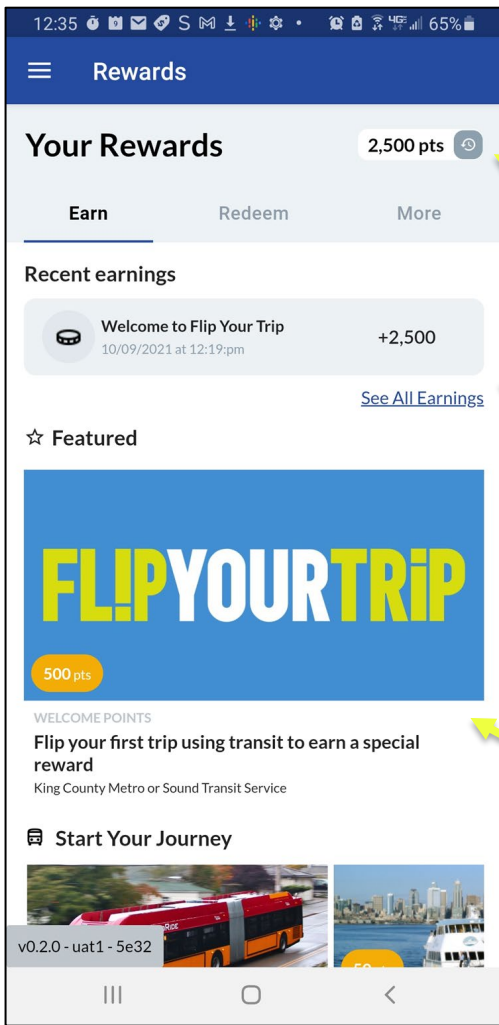 12:35
4G 65%
Rewards
Your Rewards
2,500 pts
Earn Redeem More
Recent earnings
Welcome to Flip Your Trip
10/09/2021 at 12:19:pm
+2,500
See All Earnings
Featured
FL!PYOURTRiP
500 pts
WELCOME POINTS
Flip your first trip using transit to earn a special
reward
King County Metro or Sound Transit Service
Start Your Journey
v0.2.0 - uat1 - 5e32